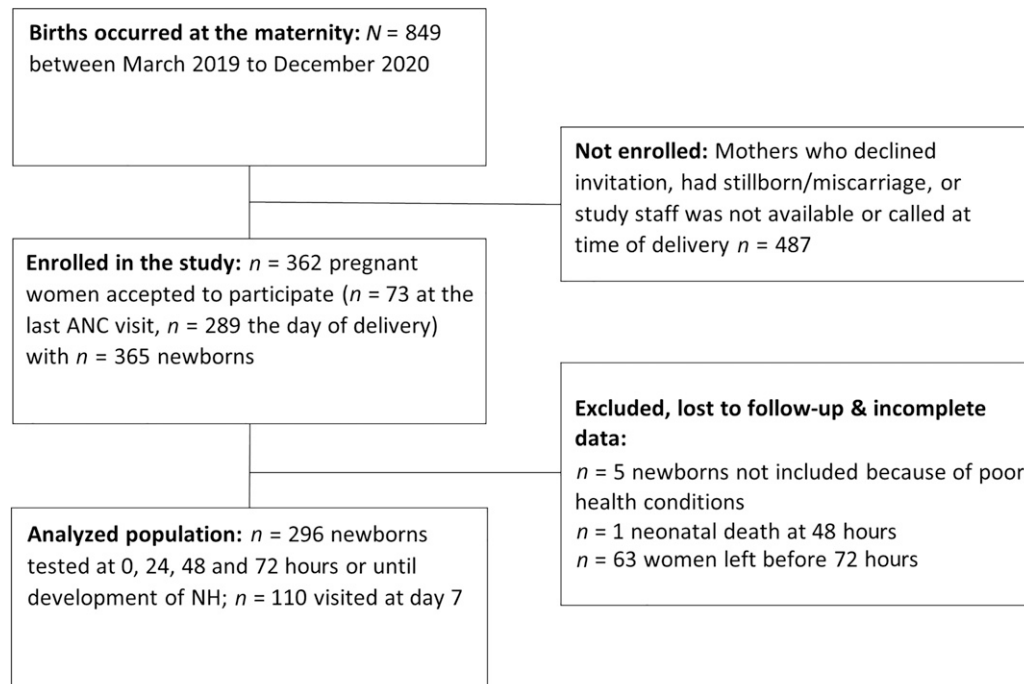 Births occurred at the maternity: N = 849
between March 2019 to December 2020
Not enrolled: Mothers who declined
invitation, had stillborn/miscarriage, or
study staff was not available or called at
time of delivery n = 487
Enrolled in the study: n = 362 pregnant
women accepted to participate (n = 73 at the
last ANC visit, n = 289 the day of delivery)
with n = 365 newborns
Excluded, lost to follow-up & incomplete
data:
n = 5 newborns not included because of poor
health conditions
n = 1 neonatal death at 48 hours
n = 63 women left before 72 hours
Analyzed population: n = 296 newborns
tested at 0, 24, 48 and 72 hours or until
development of NH; n = 110 visited at day 7